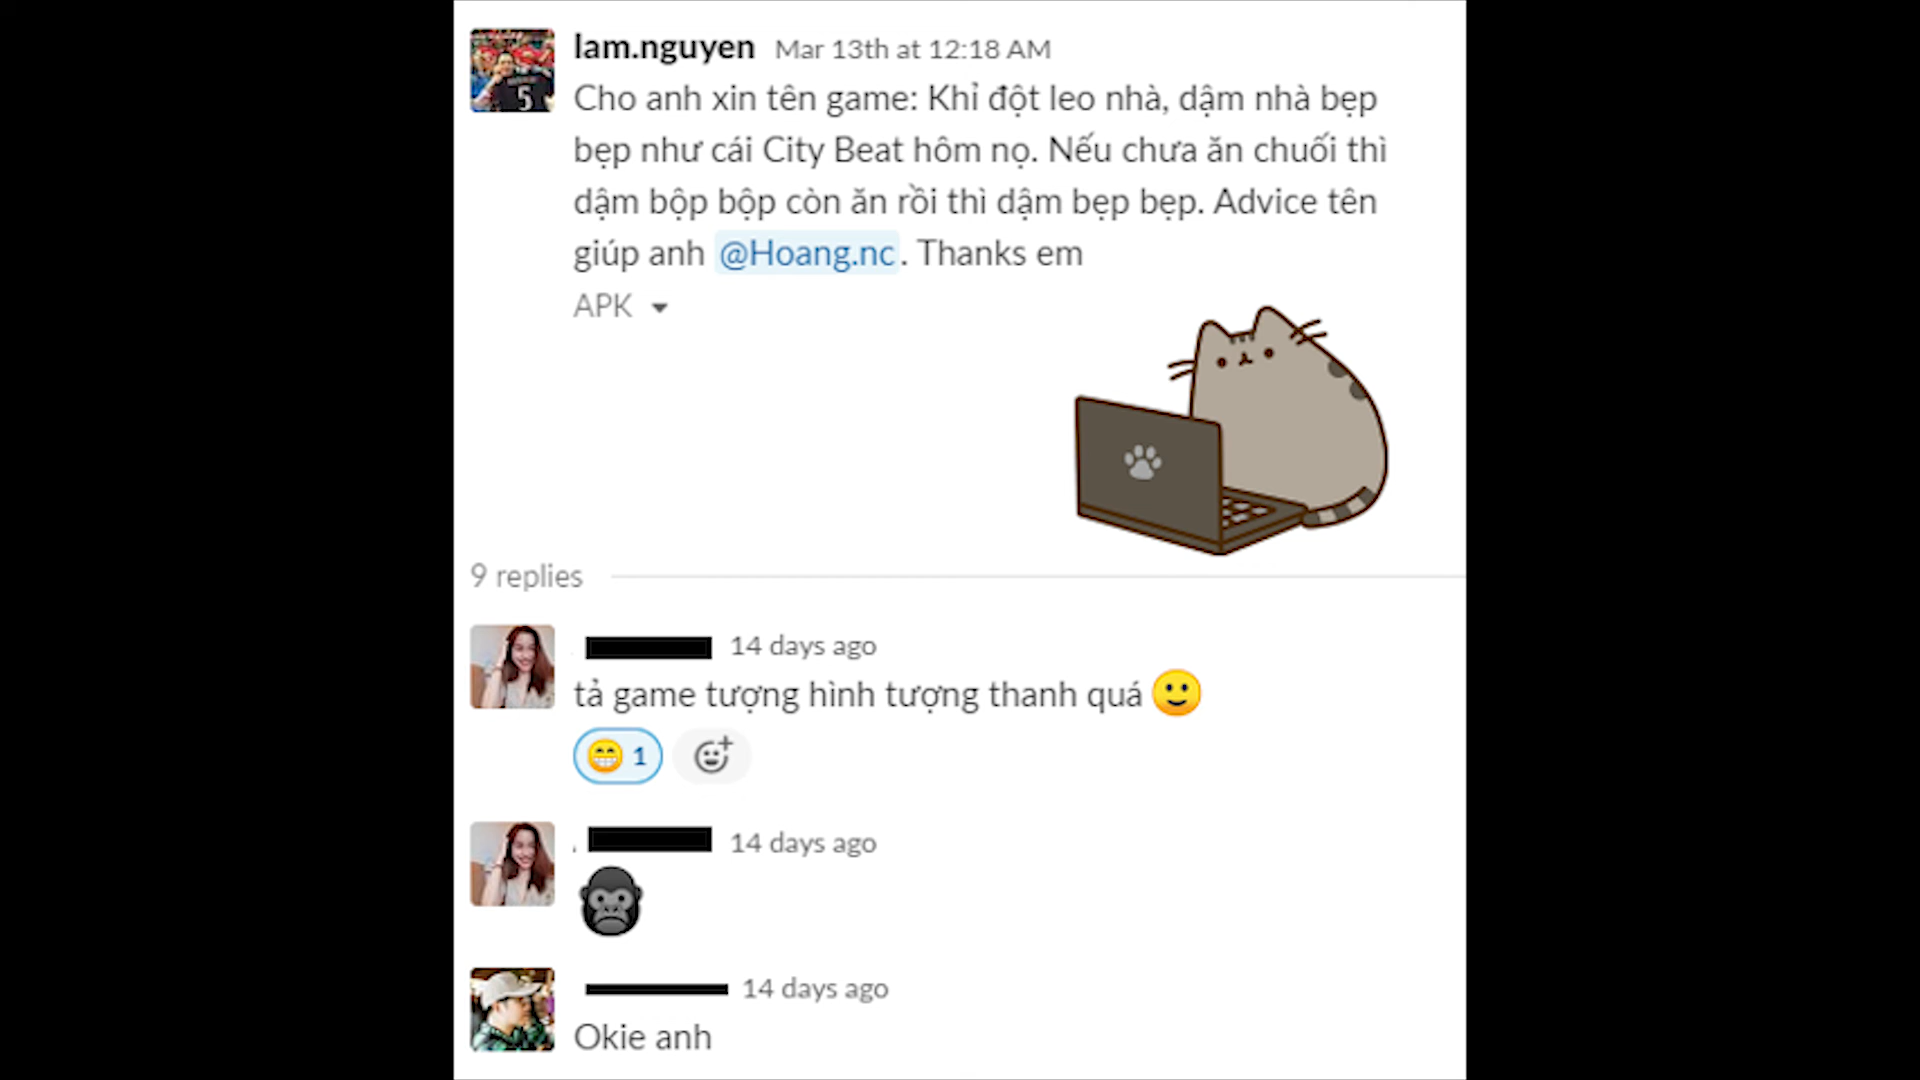 lam.nguyen Mar 13th at 12:18 AM
Cho anh xin tên game: Khỉ đột leo nhà, dậm nhà bẹp
bẹp như cái City Beat hôm nọ. Nếu chưa ăn chuối thì
dậm bộp bộp còn ăn rồi thì dậm bẹp bẹp. Advice tên
giúp anh @Hoang.nc. Thanks em
APK
9 replies
14 days ago
tả game tượng hình tượng thanh quá 🙂
😁 1
14 days ago
🦍
14 days ago
Okie anh
5